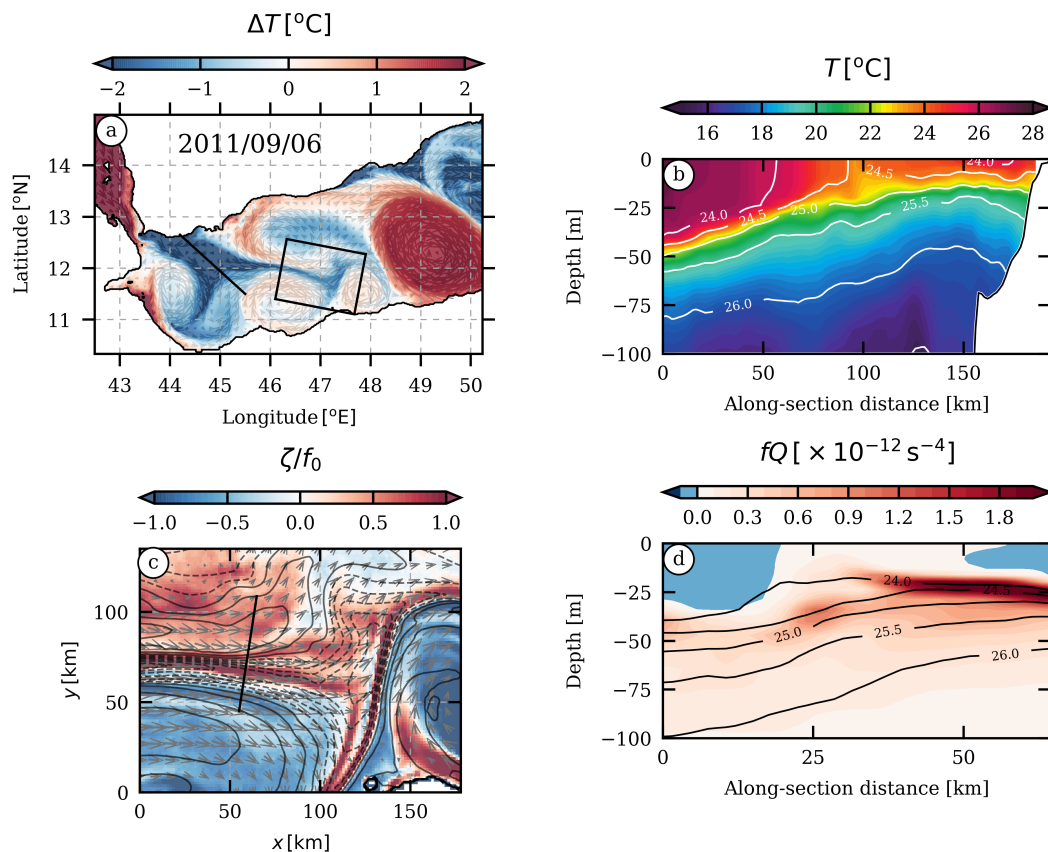 ΔT [°C]
−2 −1 0 1 2
a
2011/09/06
14
13
12
11
Latitude [°N]
43 44 45 46 47 48 49 50
Longitude [°E]
T [°C]
16 18 20 22 24 26 28
b
0
−25
−50
−75
−100
Depth [m]
24.0
24.5
24.0
24.5
25.0
25.5
26.0
0 50 100 150
Along-section distance [km]
ζ/f₀
−1.0 −0.5 0.0 0.5 1.0
c
100
50
0
y [km]
0 50 100 150
x [km]
fQ [ × 10⁻¹² s⁻⁴]
0.0 0.3 0.6 0.9 1.2 1.5 1.8
d
0
−25
−50
−75
−100
Depth [m]
24.0
24.5
25.0
25.5
26.0
0 25 50
Along-section distance [km]